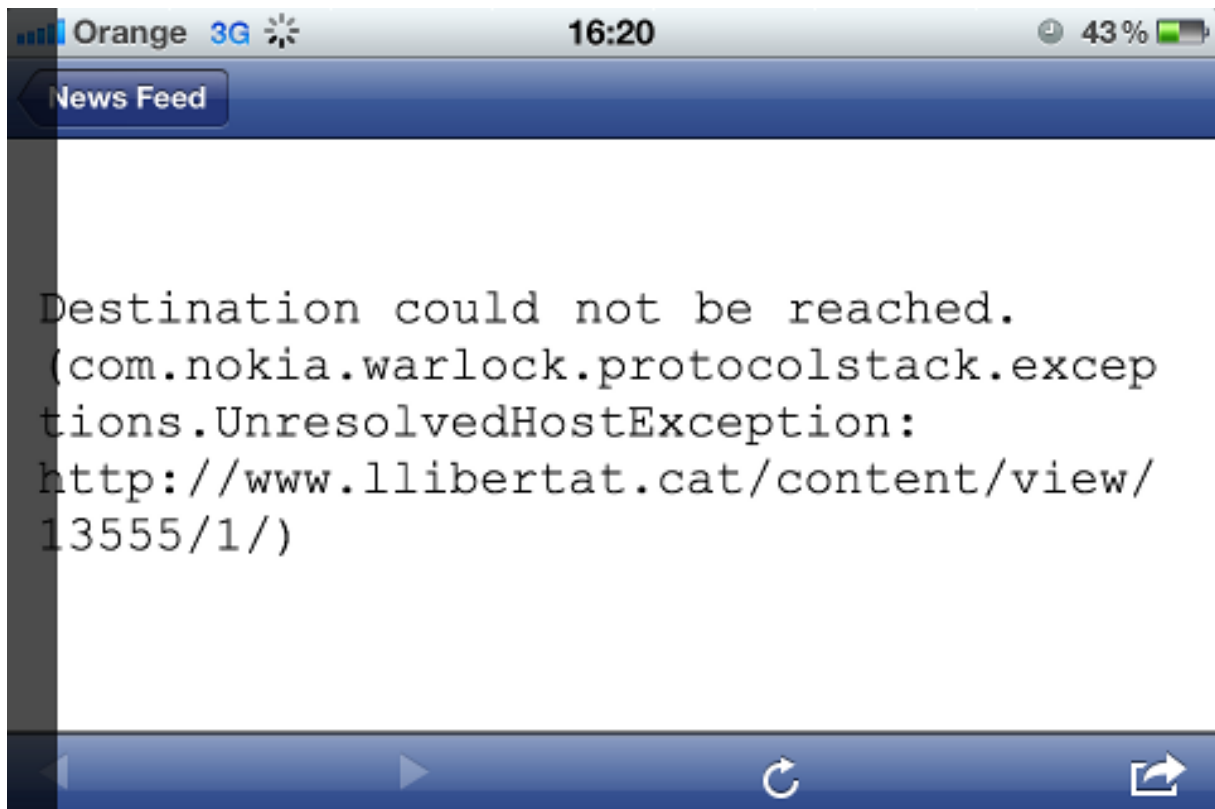 Orange 3G 16:20 43%
News Feed
Destination could not be reached.
(com.nokia.warlock.protocolstack.excep
tions.UnresolvedHostException:
http://www.llibertat.cat/content/view/
13555/1/)